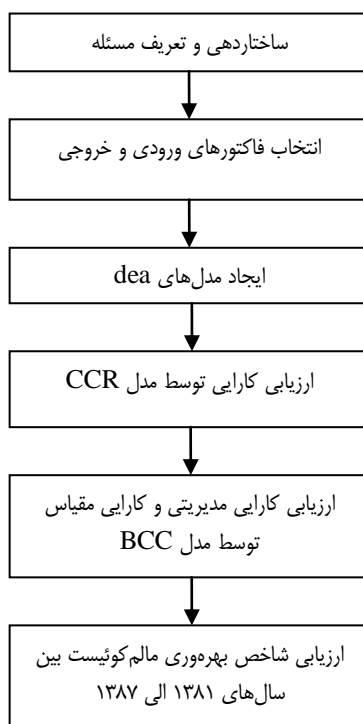 ساختاردهی و تعریف مسئله
انتخاب فاکتورهای ورودی و خروجی
ایجاد مدل‌های dea
ارزیابی کارایی توسط مدل CCR
ارزیابی کارایی مدیریتی و کارایی مقیاس
توسط مدل BCC
ارزیابی شاخص بهره‌وری مالم‌کوئیست بین
سال‌های ۱۳۸۱ الی ۱۳۸۷